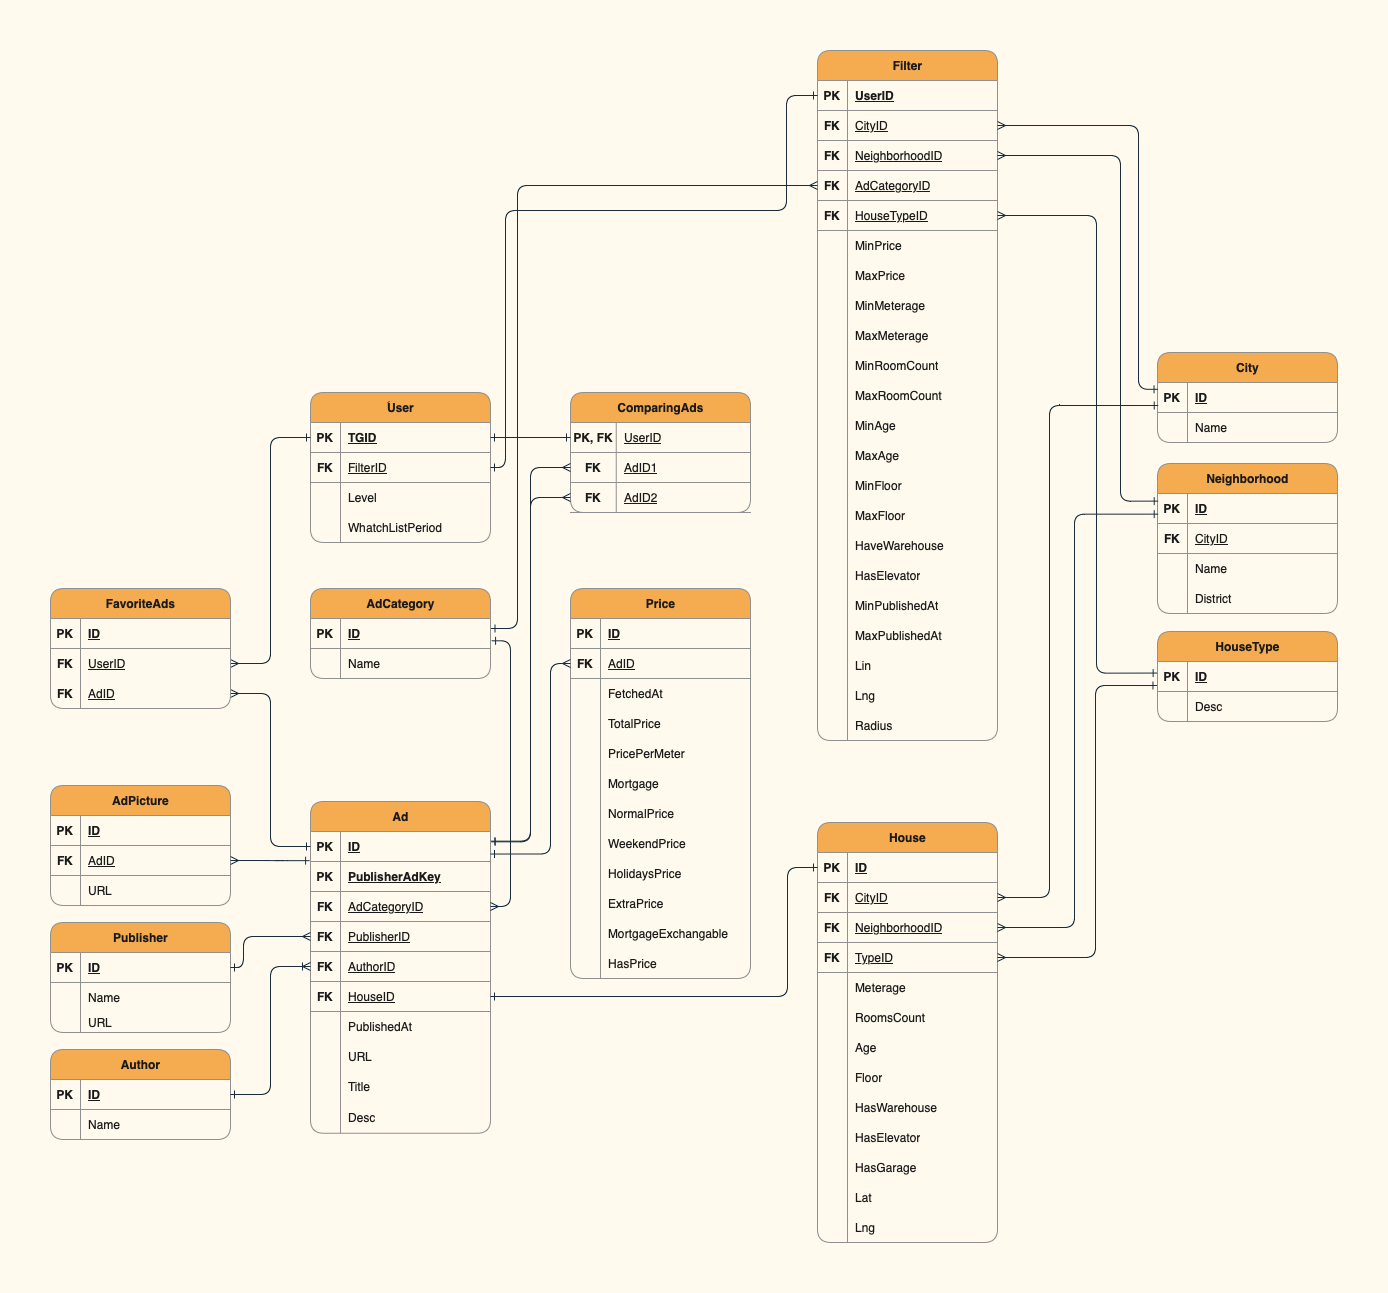 Filter
PK UserID
FK CityID
FK NeighborhoodID
FK AdCategoryID
FK HouseTypeID
MinPrice
MaxPrice
MinMeterage
MaxMeterage
MinRoomCount
MaxRoomCount
MinAge
MaxAge
MinFloor
MaxFloor
HaveWarehouse
HasElevator
MinPublishedAt
MaxPublishedAt
Lin
Lng
Radius
City
PK ID
Name
Neighborhood
PK ID
FK CityID
Name
District
HouseType
PK ID
Desc
User
PK TGID
FK FilterID
Level
WhatchListPeriod
ComparingAds
PK, FK UserID
FK AdID1
FK AdID2
FavoriteAds
PK ID
FK UserID
FK AdID
AdCategory
PK ID
Name
Price
PK ID
FK AdID
FetchedAt
TotalPrice
PricePerMeter
Mortgage
NormalPrice
WeekendPrice
HolidaysPrice
ExtraPrice
MortgageExchangable
HasPrice
AdPicture
PK ID
FK AdID
URL
Publisher
PK ID
Name
URL
Author
PK ID
Name
Ad
PK ID
PK PublisherAdKey
FK AdCategoryID
FK PublisherID
FK AuthorID
FK HouseID
PublishedAt
URL
Title
Desc
House
PK ID
FK CityID
FK NeighborhoodID
FK TypeID
Meterage
RoomsCount
Age
Floor
HasWarehouse
HasElevator
HasGarage
Lat
Lng